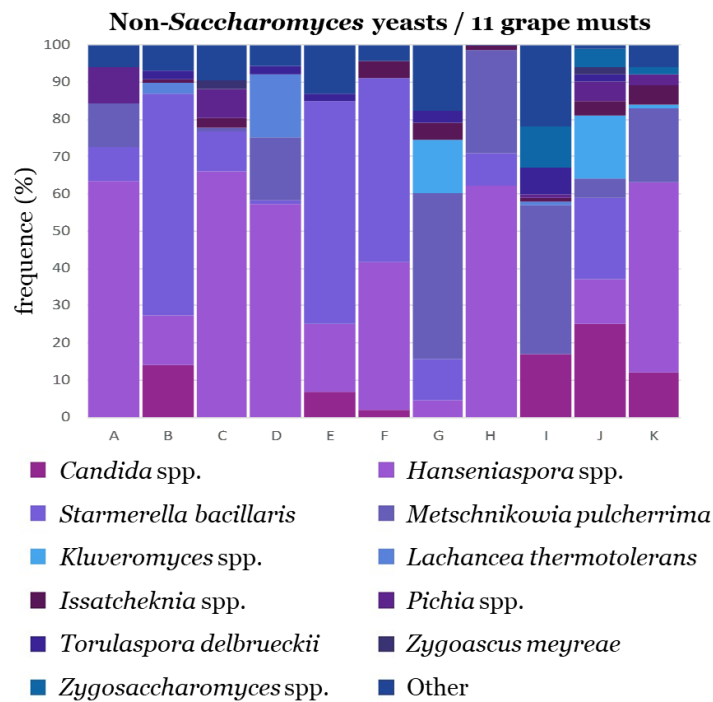 Non-Saccharomyces yeasts / 11 grape musts
frequence (%)
100
90
80
70
60
50
40
30
20
10
0
A B C D E F G H I J K
Candida spp. Hanseniaspora spp.
Starmerella bacillaris Metschnikowia pulcherrima
Kluveromyces spp. Lachancea thermotolerans
Issatcheknia spp. Pichia spp.
Torulaspora delbrueckii Zygoascus meyreae
Zygosaccharomyces spp. Other